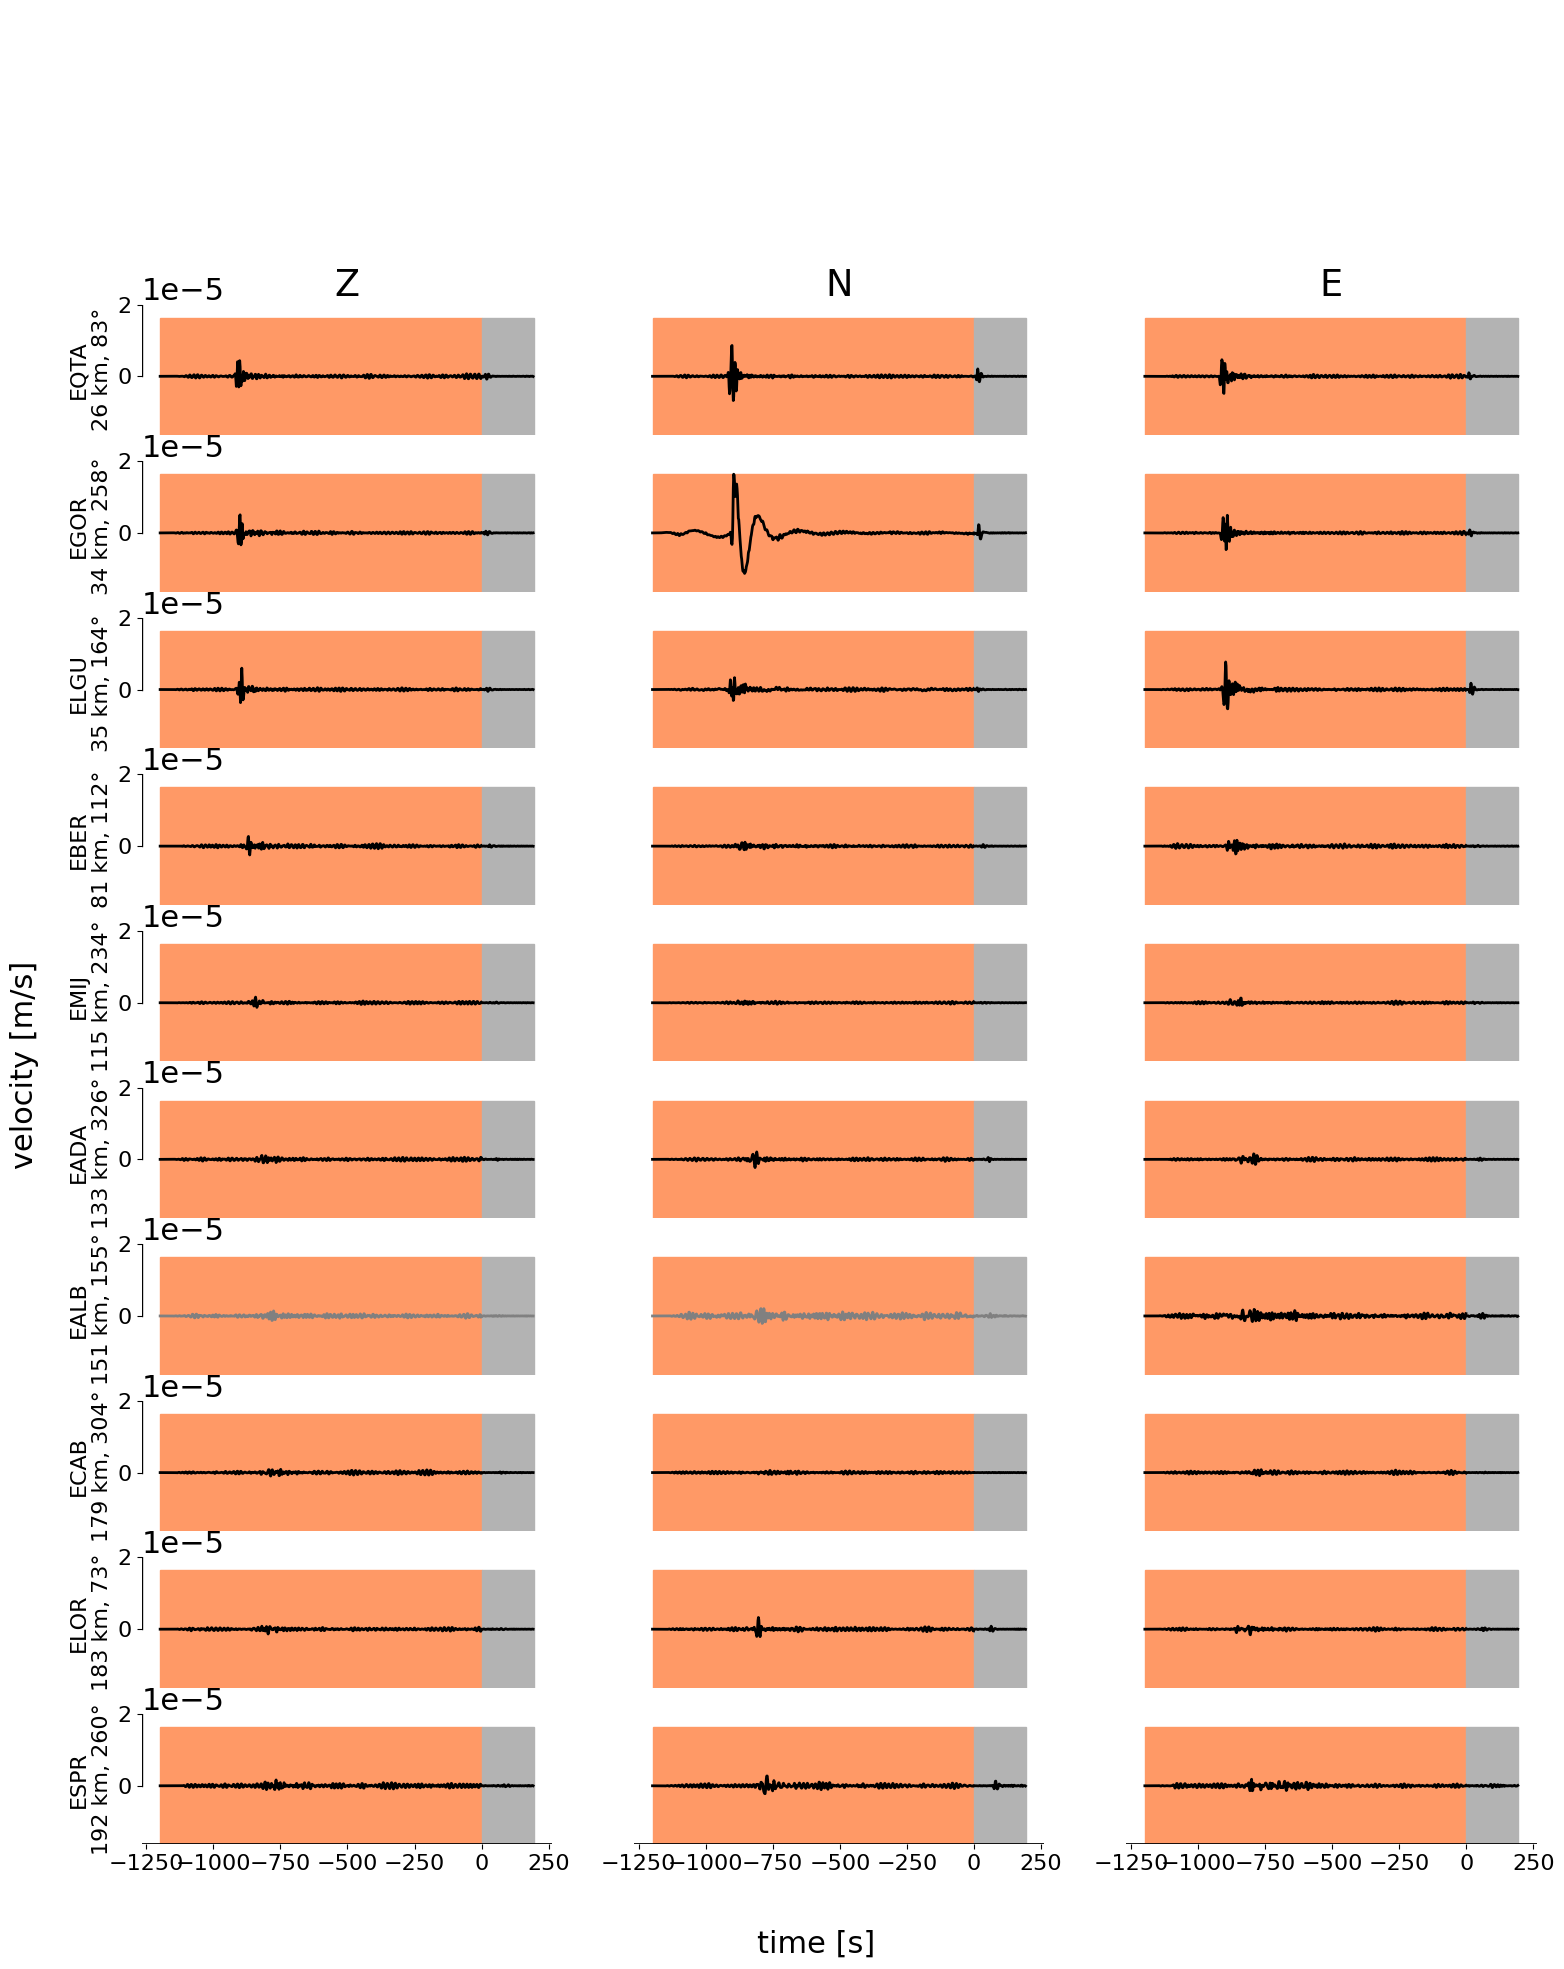 Z N E
1e−5
2
0
EQTA
26 km, 83°
1e−5
2
0
EGOR
34 km, 258°
1e−5
2
0
ELGU
35 km, 164°
1e−5
2
0
EBER
81 km, 112°
1e−5
2
0
EMIJ
115 km, 234°
1e−5
2
0
EADA
133 km, 326°
1e−5
2
0
EALB
151 km, 155°
1e−5
2
0
ECAB
179 km, 304°
1e−5
2
0
ELOR
183 km, 73°
1e−5
2
0
ESPR
192 km, 260°
velocity [m/s]
−1250 −1000 −750 −500 −250 0 250 −1250 −1000 −750 −500 −250 0 250 −1250 −1000 −750 −500 −250 0 250
time [s]